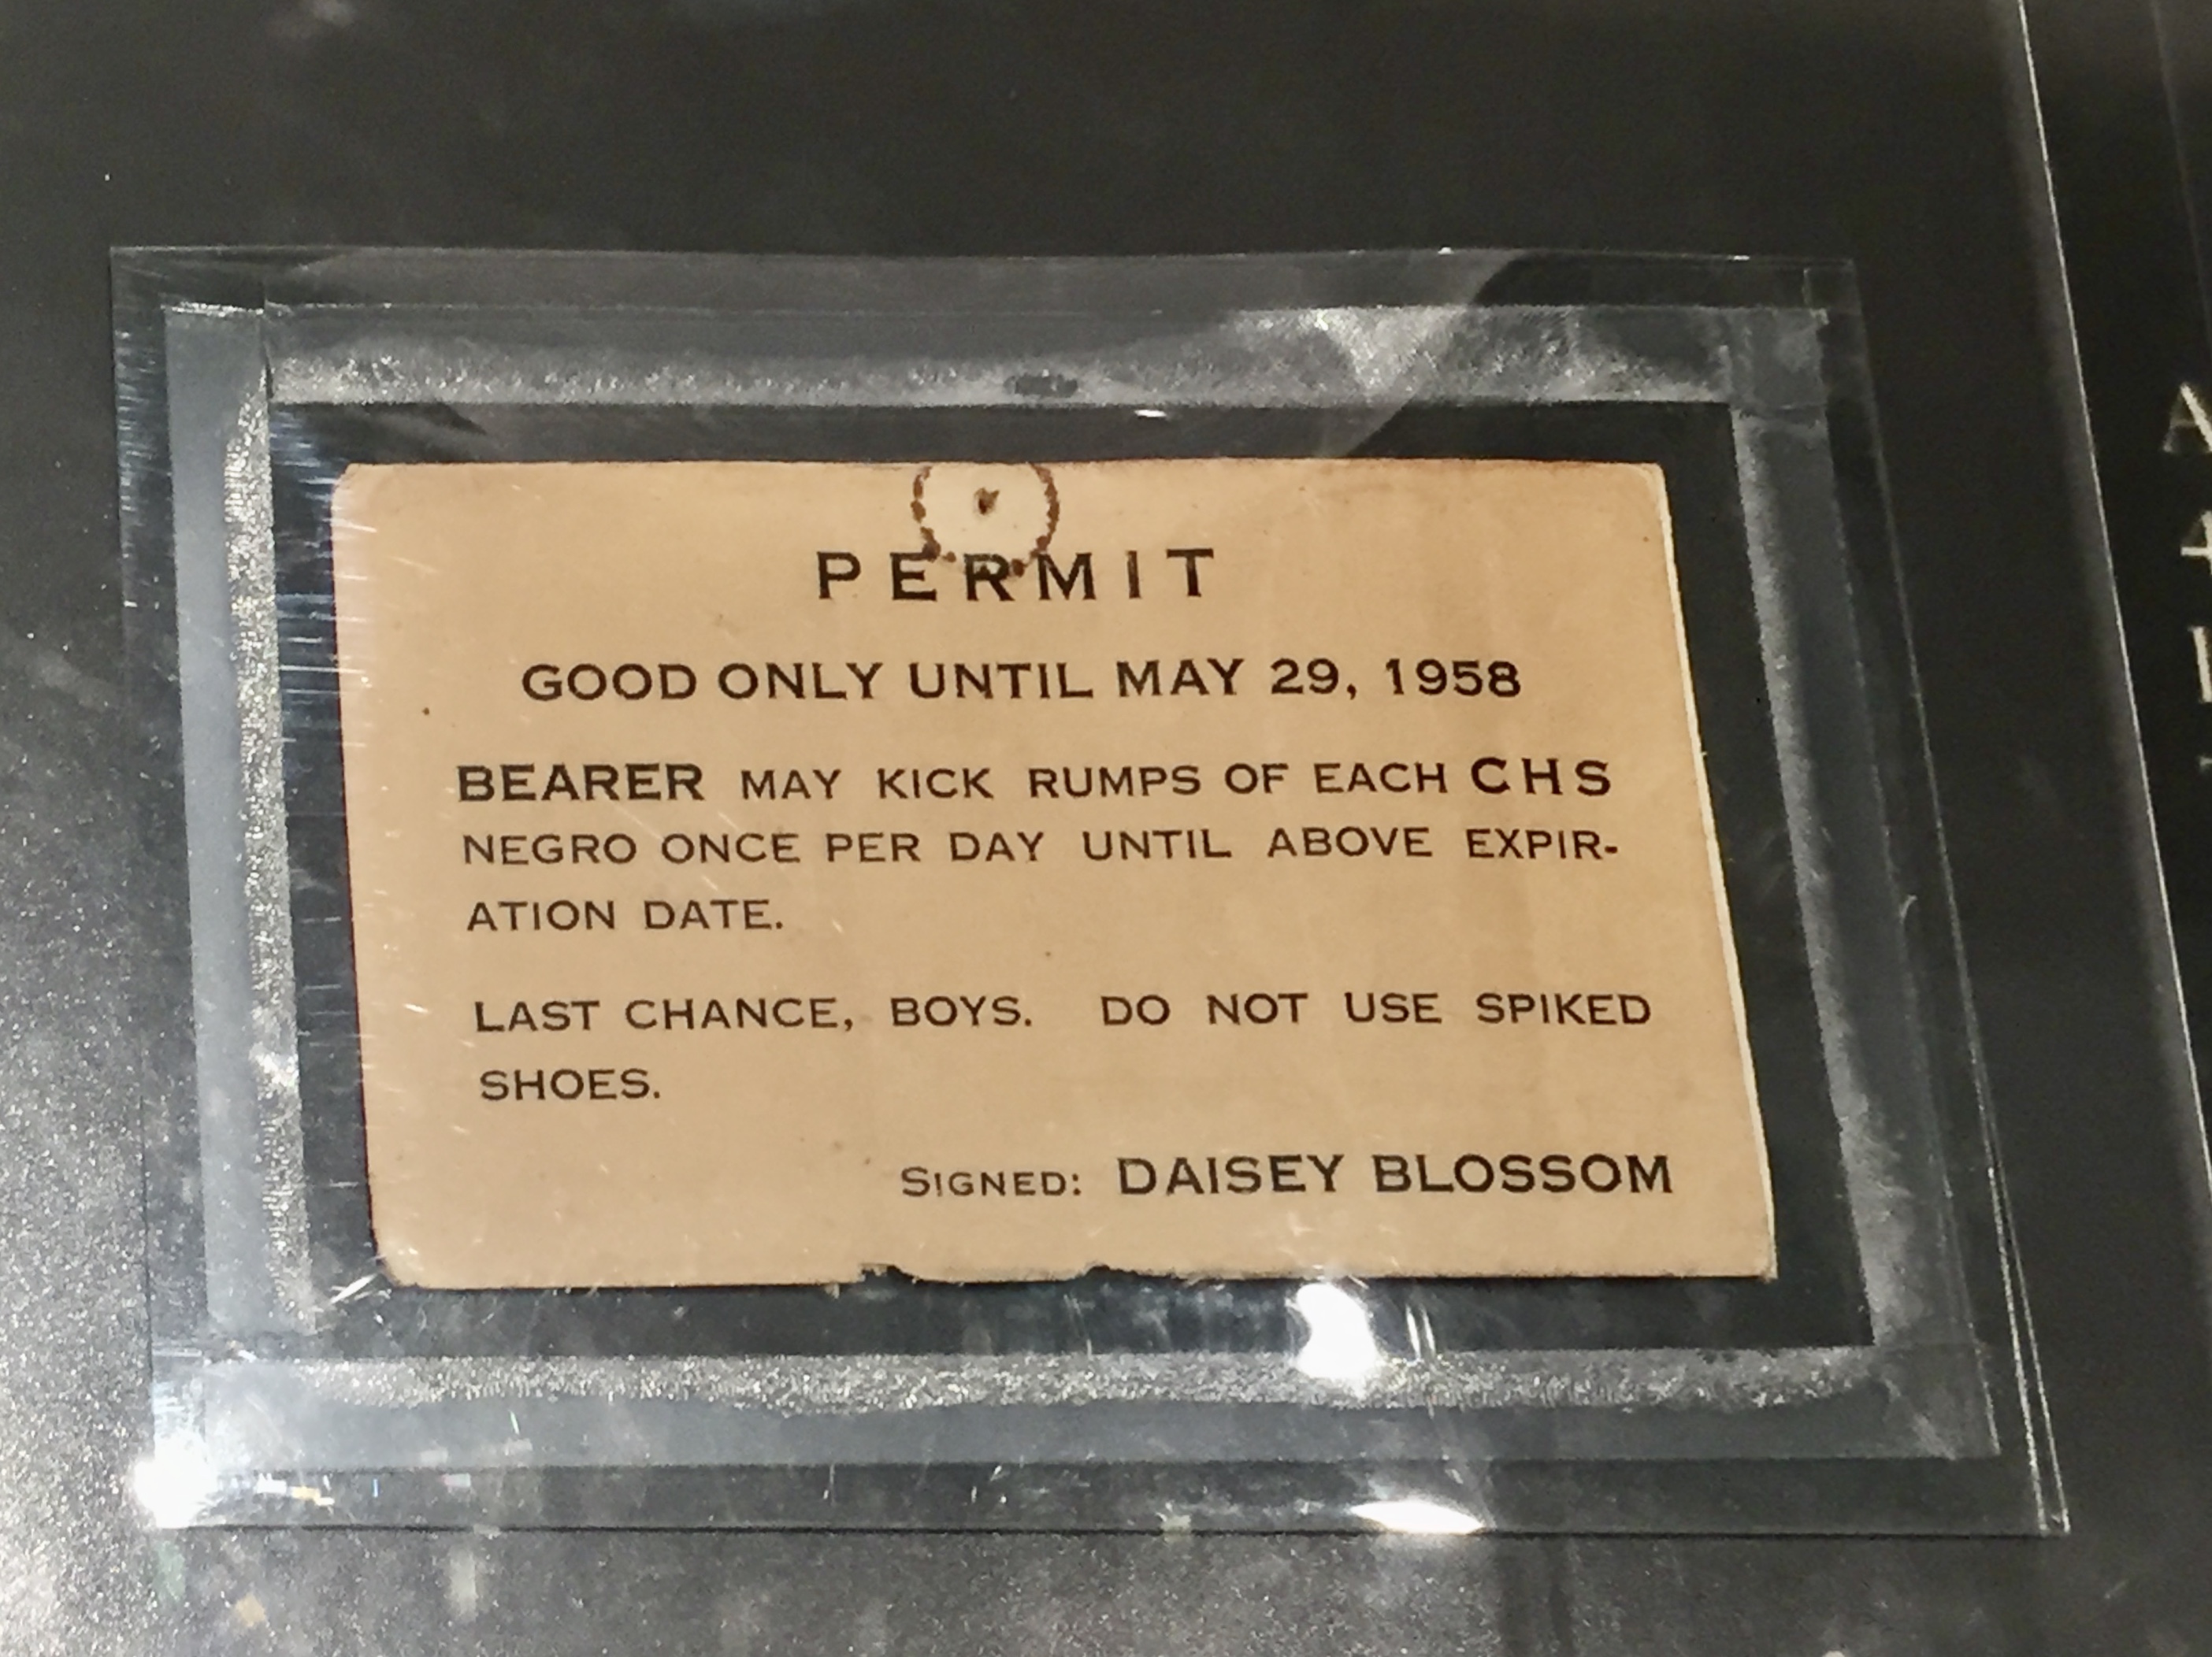 PERMIT
GOOD ONLY UNTIL MAY 29, 1958
BEARER MAY KICK RUMPS OF EACH CHS
NEGRO ONCE PER DAY UNTIL ABOVE EXPIR-
ATION DATE.
LAST CHANCE, BOYS. DO NOT USE SPIKED
SHOES.
SIGNED: DAISEY BLOSSOM